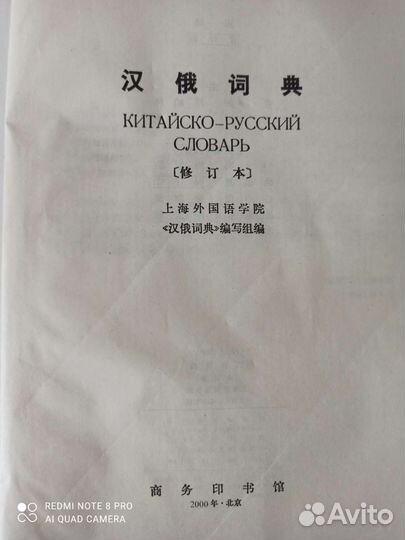 汉俄词典
КИТАЙСКО-РУССКИЙ
СЛОВАРЬ
〔修订本〕
上海外国语学院
《汉俄词典》编写组编
商务印书馆
2000年·北京
REDMI NOTE 8 PRO
AI QUAD CAMERA
Avito